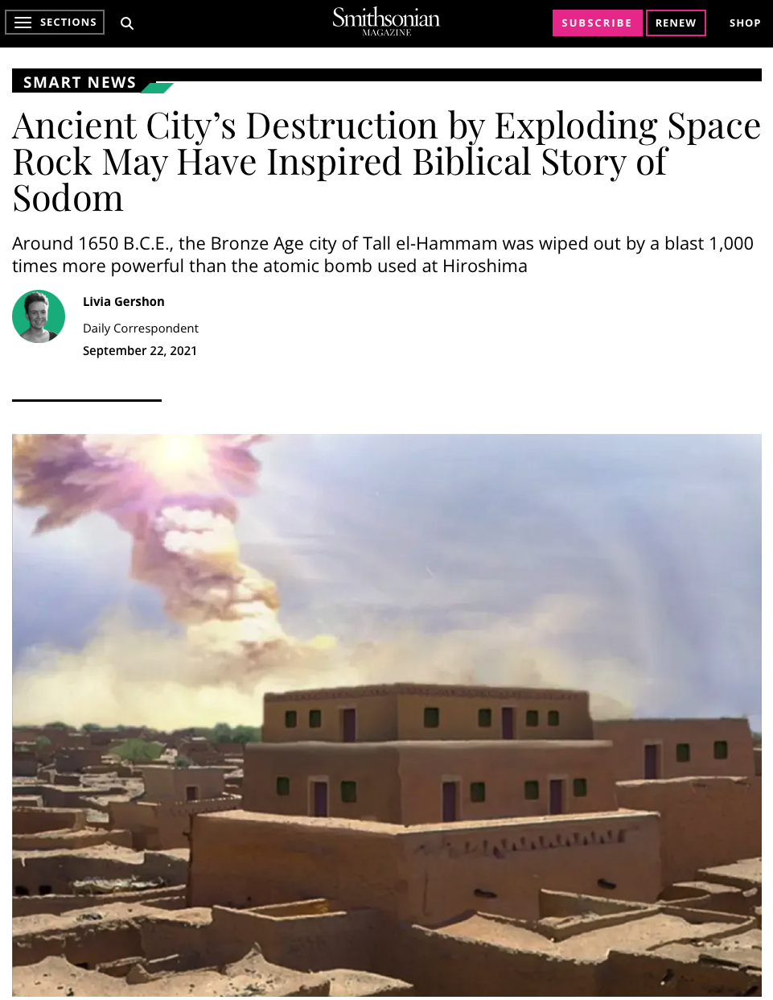 SECTIONS
Smithsonian
MAGAZINE
SUBSCRIBE
RENEW
SHOP
SMART NEWS
Ancient City’s Destruction by Exploding Space
Rock May Have Inspired Biblical Story of
Sodom
Around 1650 B.C.E., the Bronze Age city of Tall el-Hammam was wiped out by a blast 1,000
times more powerful than the atomic bomb used at Hiroshima
Livia Gershon
Daily Correspondent
September 22, 2021